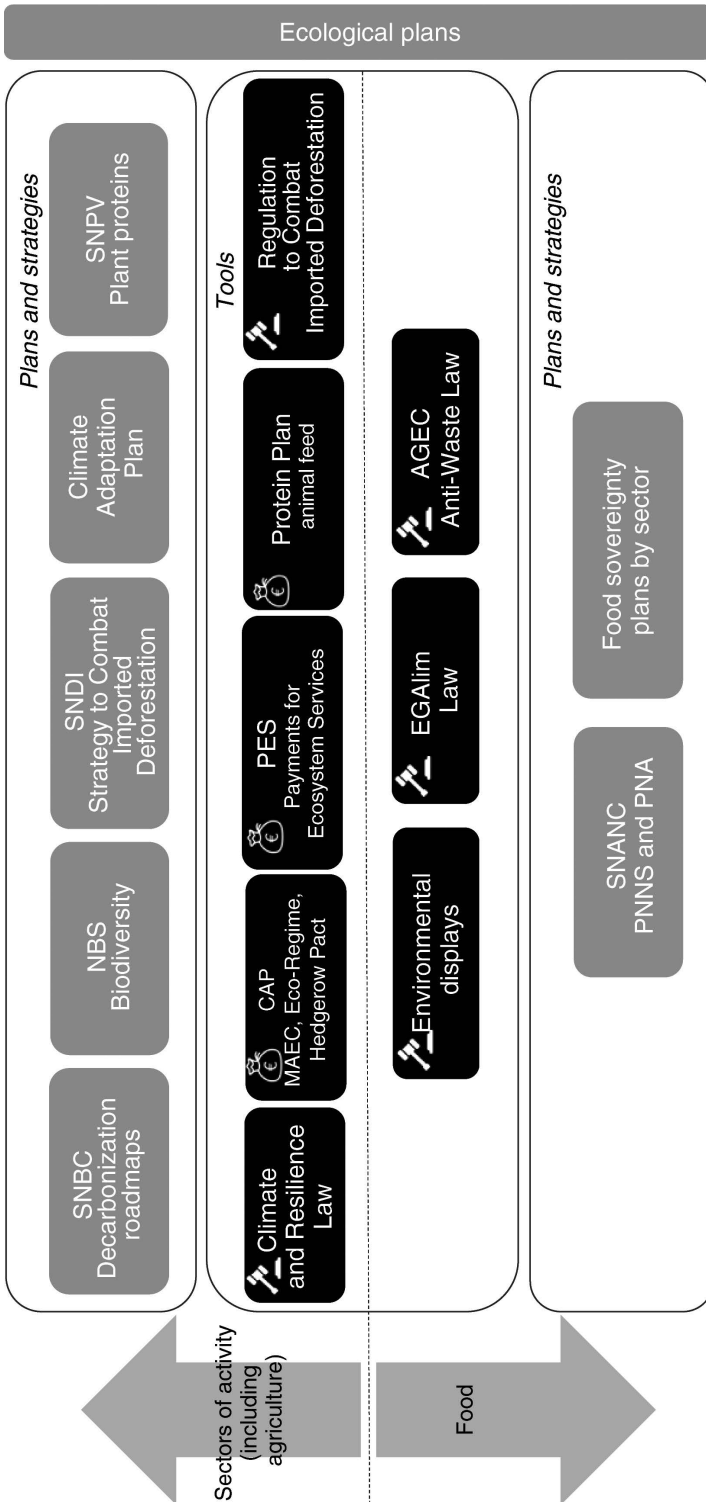 Ecological plans
Plans and strategies
SNBC
Decarbonization
roadmaps
NBS
Biodiversity
SNDI
Strategy to Combat
Imported
Deforestation
Climate
Adaptation
Plan
SNPV
Plant proteins
Sectors of activity
(including
agriculture)
Tools
Climate
and Resilience
Law
€
CAP
MAEC, Eco-Regime,
Hedgerow Pact
€
PES
Payments for
Ecosystem Services
€
Protein Plan
animal feed
Regulation
to Combat
Imported Deforestation
Food
Environmental
displays
EGAlim
Law
AGEC
Anti-Waste Law
Plans and strategies
SNANC
PNNS and PNA
Food sovereignty
plans by sector